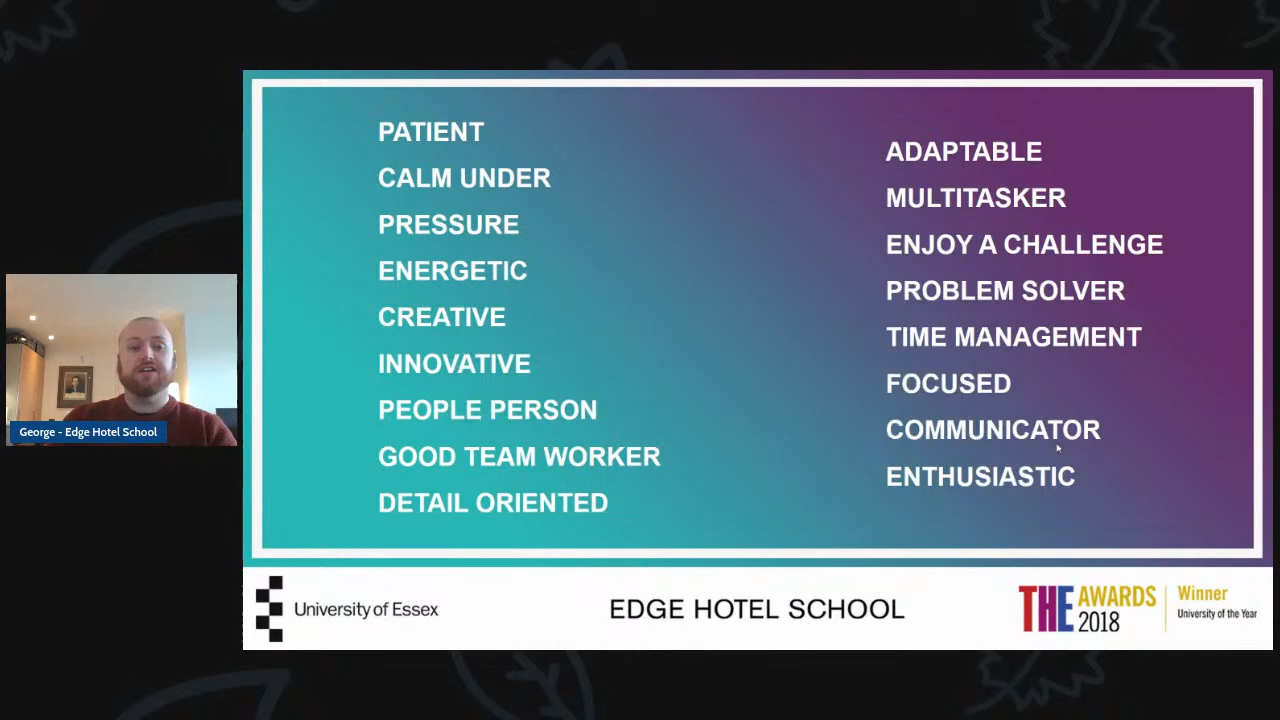 PATIENT
CALM UNDER
PRESSURE
ENERGETIC
CREATIVE
INNOVATIVE
PEOPLE PERSON
GOOD TEAM WORKER
DETAIL ORIENTED
ADAPTABLE
MULTITASKER
ENJOY A CHALLENGE
PROBLEM SOLVER
TIME MANAGEMENT
FOCUSED
COMMUNICATOR
ENTHUSIASTIC
George - Edge Hotel School
University of Essex
EDGE HOTEL SCHOOL
THE AWARDS
2018
Winner
University of the Year